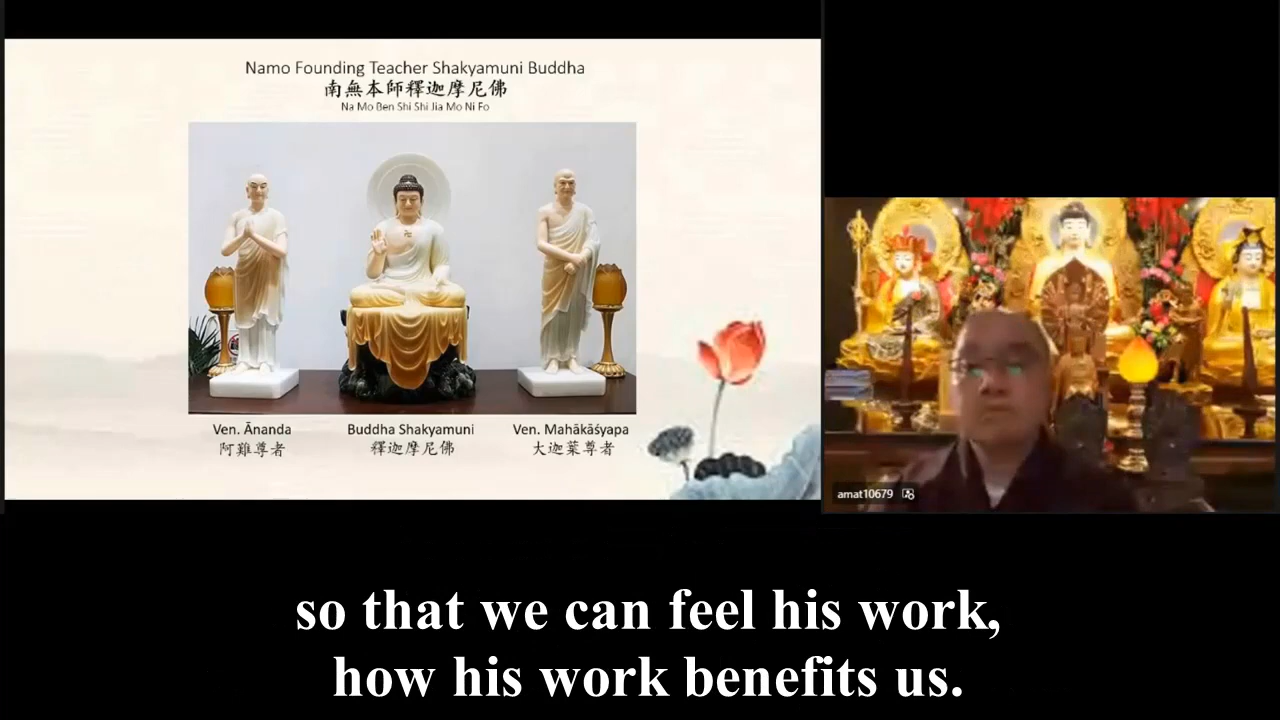 Namo Founding Teacher Shakyamuni Buddha
南無本師釋迦摩尼佛
Na Mo Ben Shi Shi Jia Mo Ni Fo
Ven. Ānanda
阿難尊者
Buddha Shakyamuni
釋迦摩尼佛
Ven. Mahākāśyapa
大迦葉尊者
amat10679
so that we can feel his work,
how his work benefits us.